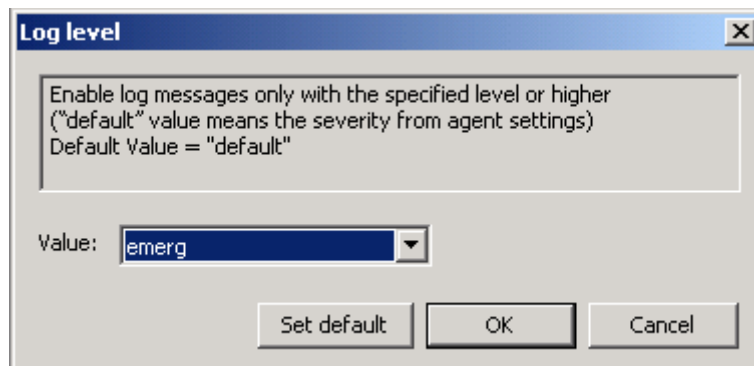 Log level
Enable log messages only with the specified level or higher
(“default” value means the severity from agent settings)
Default Value = "default"
Value: emerg
Set default OK Cancel